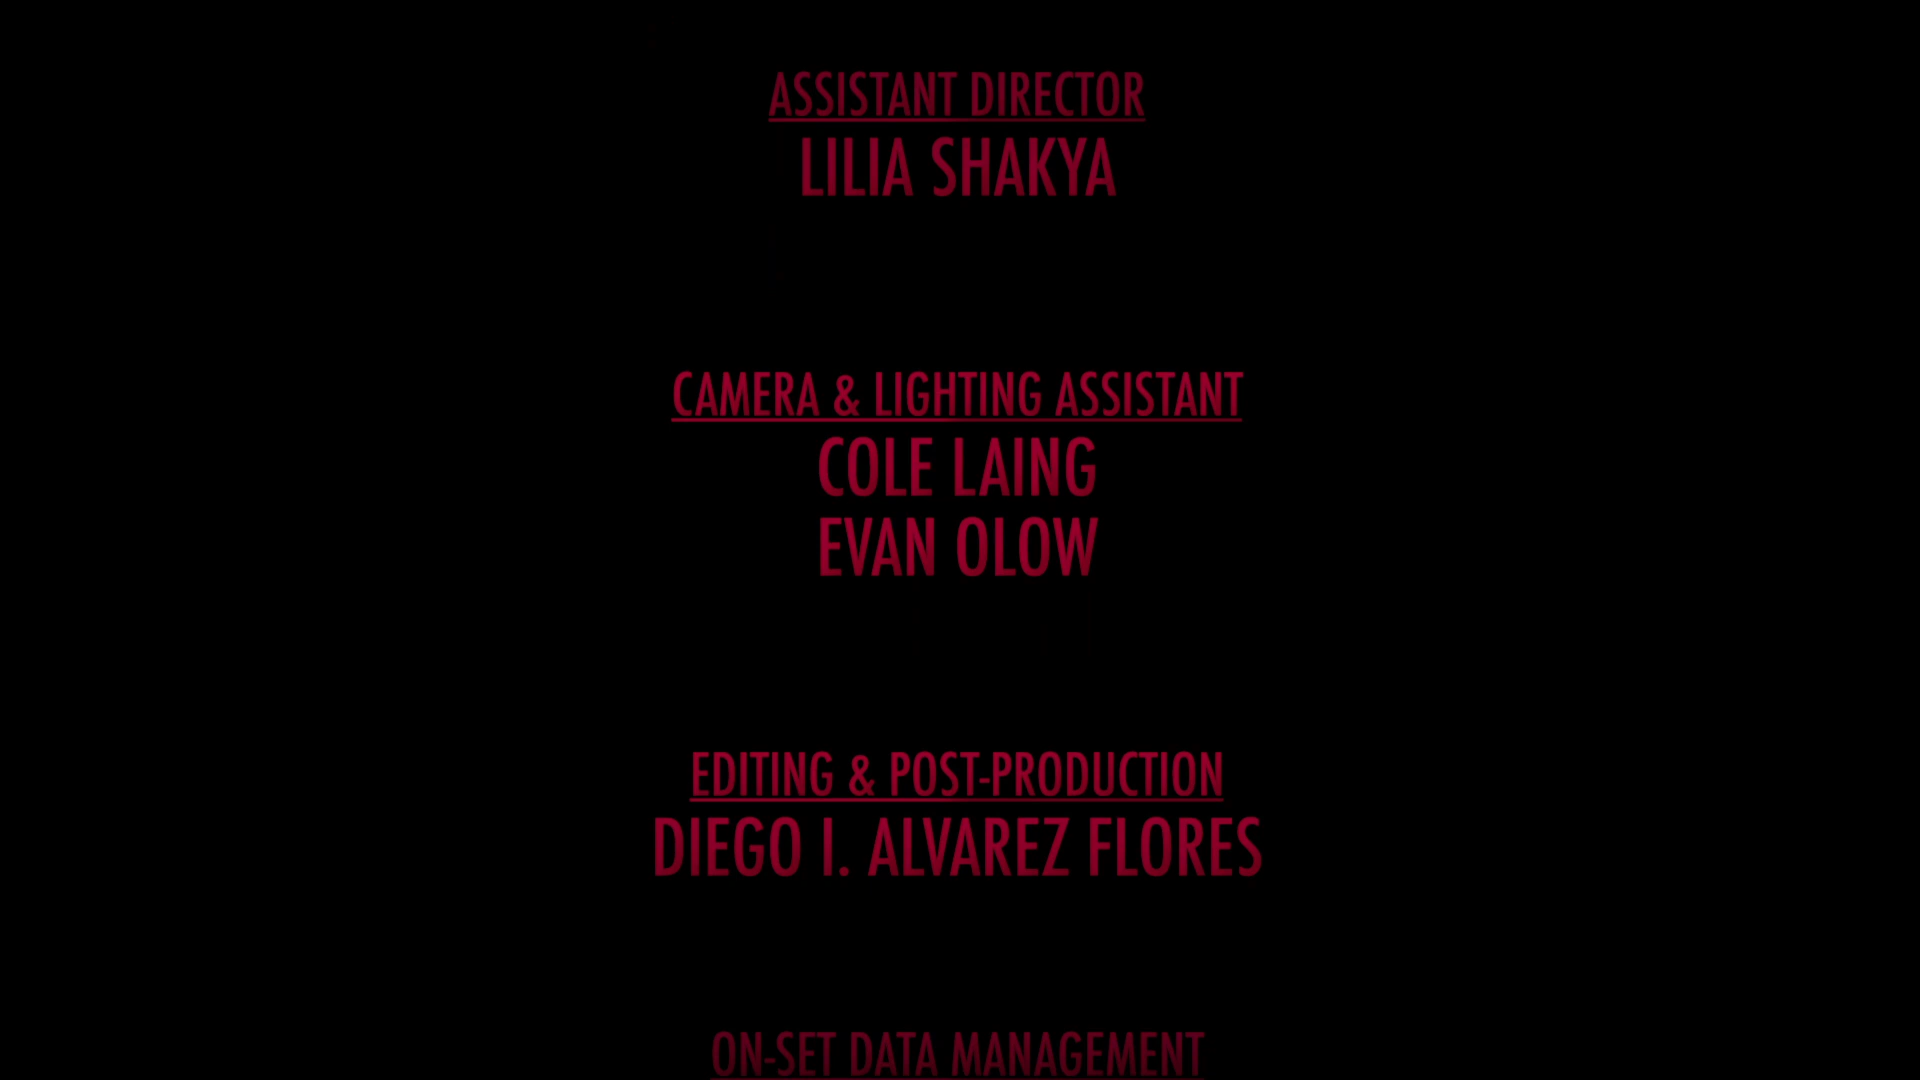 ASSISTANT DIRECTOR
LILIA SHAKYA
CAMERA & LIGHTING ASSISTANT
COLE LAING
EVAN OLOW
EDITING & POST-PRODUCTION
DIEGO I. ALVAREZ FLORES
ON-SET DATA MANAGEMENT